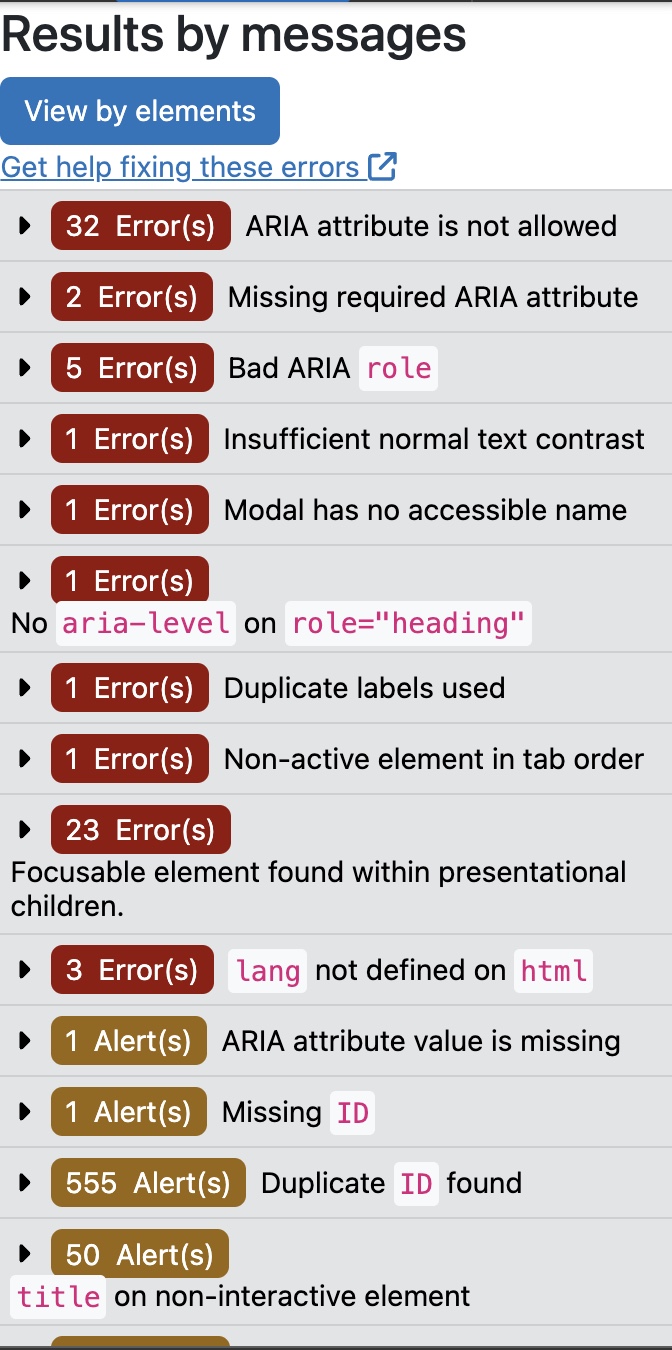 Results by messages
View by elements
Get help fixing these errors
32 Error(s) ARIA attribute is not allowed
2 Error(s) Missing required ARIA attribute
5 Error(s) Bad ARIA role
1 Error(s) Insufficient normal text contrast
1 Error(s) Modal has no accessible name
1 Error(s)
No aria-level on role="heading"
1 Error(s) Duplicate labels used
1 Error(s) Non-active element in tab order
23 Error(s)
Focusable element found within presentational
children.
3 Error(s) lang not defined on html
1 Alert(s) ARIA attribute value is missing
1 Alert(s) Missing ID
555 Alert(s) Duplicate ID found
50 Alert(s)
title on non-interactive element